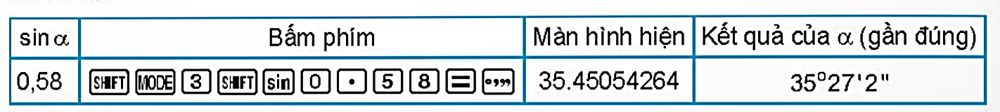 sin α Bấm phím Màn hình hiện Kết quả của α (gần đúng)
0,58 SHIFT MODE 3 SHIFT sin 0 • 5 8 = °,,, 35.45054264 35°27'2"